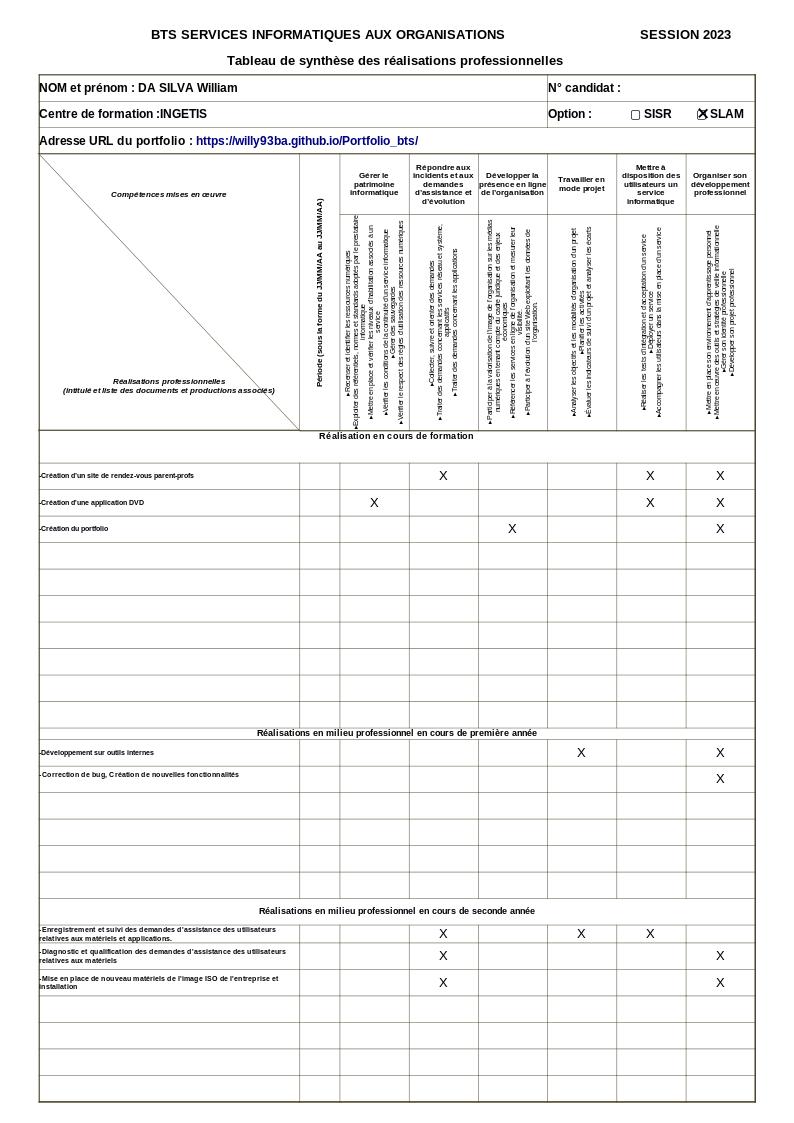 BTS SERVICES INFORMATIQUES AUX ORGANISATIONS SESSION 2023
Tableau de synthèse des réalisations professionnelles
NOM et prénom : DA SILVA William N° candidat :
Centre de formation :INGETIS Option : ▢ SISR ☒ SLAM
Adresse URL du portfolio : https://willy93ba.github.io/Portfolio_bts/
Compétences mises en œuvre
Réalisations professionnelles
(intitulé et liste des documents et productions associés)
Période (sous la forme du JJ/MM/AA au JJ/MM/AA)
Gérer le
patrimoine
informatique
Répondre aux
incidents et aux
demandes
d'assistance et
d'évolution
Développer la
présence en ligne
de l'organisation
Travailler en
mode projet
Mettre à
disposition des
utilisateurs un
service
informatique
Organiser son
développement
professionnel
▸Recenser et identifier les ressources numériques
▸Exploiter des référentiels, normes et standards adoptés par le prestataire
informatique
▸Mettre en place et vérifier les niveaux d'habilitation associés à un
service
▸Vérifier les conditions de la continuité d'un service informatique
▸Gérer des sauvegardes
▸Vérifier le respect des règles d'utilisation des ressources numériques
▸Collecter, suivre et orienter des demandes
▸Traiter des demandes concernant les services réseau et système,
applicatifs
▸Traiter des demandes concernant les applications
▸Participer à la valorisation de l'image de l'organisation sur les médias
numériques en tenant compte du cadre juridique et des enjeux
économiques
▸Référencer les services en ligne de l'organisation et mesurer leur
visibilité.
▸Participer à l'évolution d'un site Web exploitant les données de
l'organisation.
▸Analyser les objectifs et les modalités d'organisation d'un projet
▸Planifier les activités
▸Évaluer les indicateurs de suivi d'un projet et analyser les écarts
▸Réaliser les tests d'intégration et d'acceptation d'un service
▸Déployer un service
▸Accompagner les utilisateurs dans la mise en place d'un service
▸Mettre en place son environnement d'apprentissage personnel
▸Mettre en œuvre des outils et stratégies de veille informationnelle
▸Gérer son identité professionnelle
▸Développer son projet professionnel
Réalisation en cours de formation
-Création d'un site de rendez-vous parent-profs X X X
-Création d'une application DVD X X X
-Création du portfolio X X
Réalisations en milieu professionnel en cours de première année
-Développement sur outils internes X X
-Correction de bug, Création de nouvelles fonctionnalités X
Réalisations en milieu professionnel en cours de seconde année
-Enregistrement et suivi des demandes d'assistance des utilisateurs
relatives aux matériels et applications. X X X
-Diagnostic et qualification des demandes d'assistance des utilisateurs
relatives aux matériels X X
-Mise en place de nouveau matériels de l'image ISO de l'entreprise et
installation X X